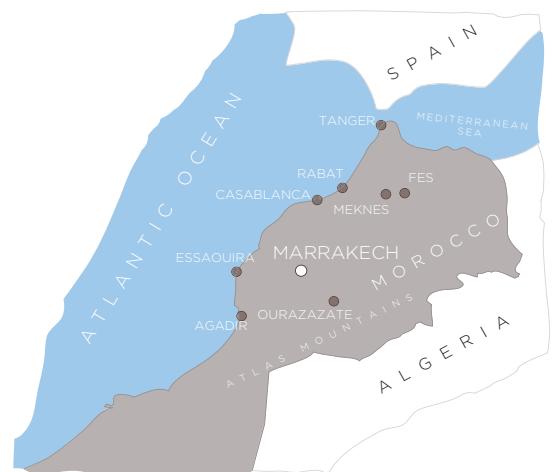 SPAIN
ATLANTIC OCEAN
TANGER
MEDITERRANEAN
SEA
RABAT
FES
CASABLANCA
MEKNES
ESSAOUIRA
MARRAKECH
MOROCCO
OURAZAZATE
AGADIR
ATLAS MOUNTAINS
ALGERIA